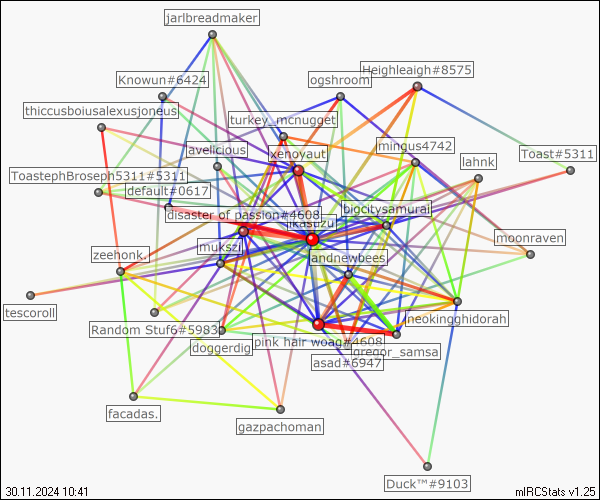 jarlbreadmaker
Knowun#6424
ogshroom
Heighleaigh#8575
thiccusboiusalexusjoneus
turkey_mcnugget
avelicious
xenoyaut
mingus4742
lahnk
Toast#5311
ToastephBroseph5311#5311
default#0617
disaster of passion#4608
kasuzu
bigcitysamurai
zeehonk.
mukszi
andnewbees
moonraven
tescoroll
Random Stuf6#5983
doggerdig
pink hair woag#4608
gregor_samsa
neokingghidorah
asad#6947
facadas.
gazpachoman
Duck™#9103
30.11.2024 10:41
mIRCStats v1.25